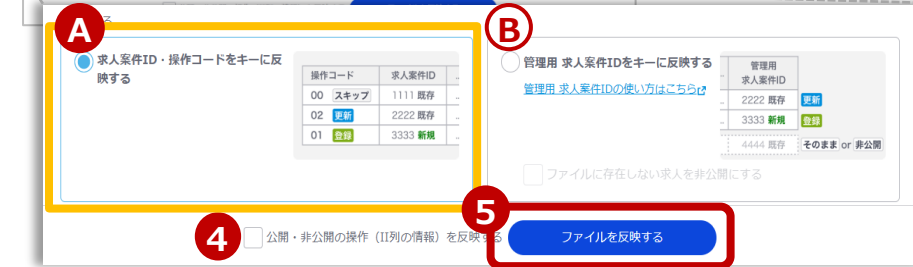 A
る
求人案件ID・操作コードをキーに反
映する
操作コード 求人案件ID ..
00 スキップ 1111 既存 ..
02 更新 2222 既存 ..
01 登録 3333 新規 ..
B
管理用 求人案件IDをキーに反映する
管理用 求人案件IDの使い方はこちら
管理用
求人案件ID
2222 既存 更新
3333 新規 登録
4444 既存 そのまま or 非公開
ファイルに存在しない求人を非公開にする
4
公開・非公開の操作（II列の情報）を反映する
5
ファイルを反映する